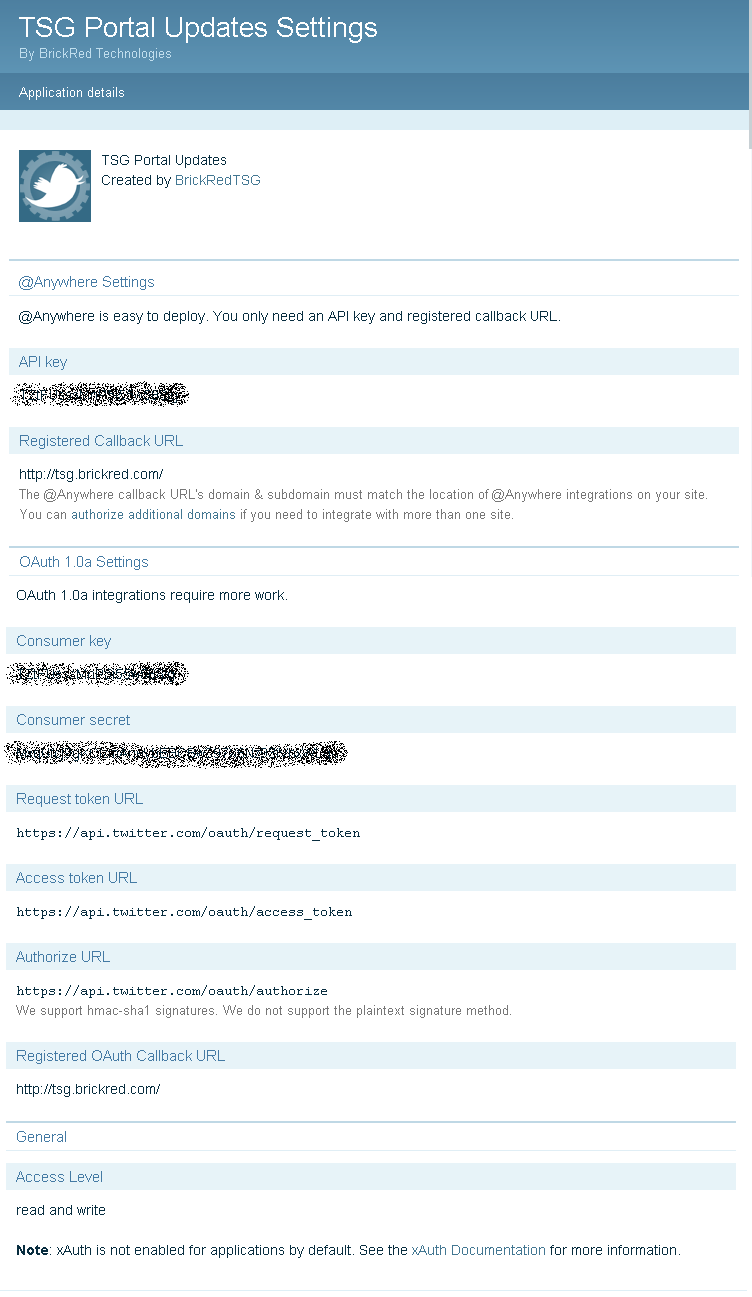 TSG Portal Updates Settings
By BrickRed Technologies
Application details
TSG Portal Updates
Created by BrickRedTSG
@Anywhere Settings
@Anywhere is easy to deploy. You only need an API key and registered callback URL.
API key
Registered Callback URL
http://tsg.brickred.com/
The @Anywhere callback URL's domain & subdomain must match the location of @Anywhere integrations on your site.
You can authorize additional domains if you need to integrate with more than one site.
OAuth 1.0a Settings
OAuth 1.0a integrations require more work.
Consumer key
Consumer secret
Request token URL
https://api.twitter.com/oauth/request_token
Access token URL
https://api.twitter.com/oauth/access_token
Authorize URL
https://api.twitter.com/oauth/authorize
We support hmac-sha1 signatures. We do not support the plaintext signature method.
Registered OAuth Callback URL
http://tsg.brickred.com/
General
Access Level
read and write
Note: xAuth is not enabled for applications by default. See the xAuth Documentation for more information.